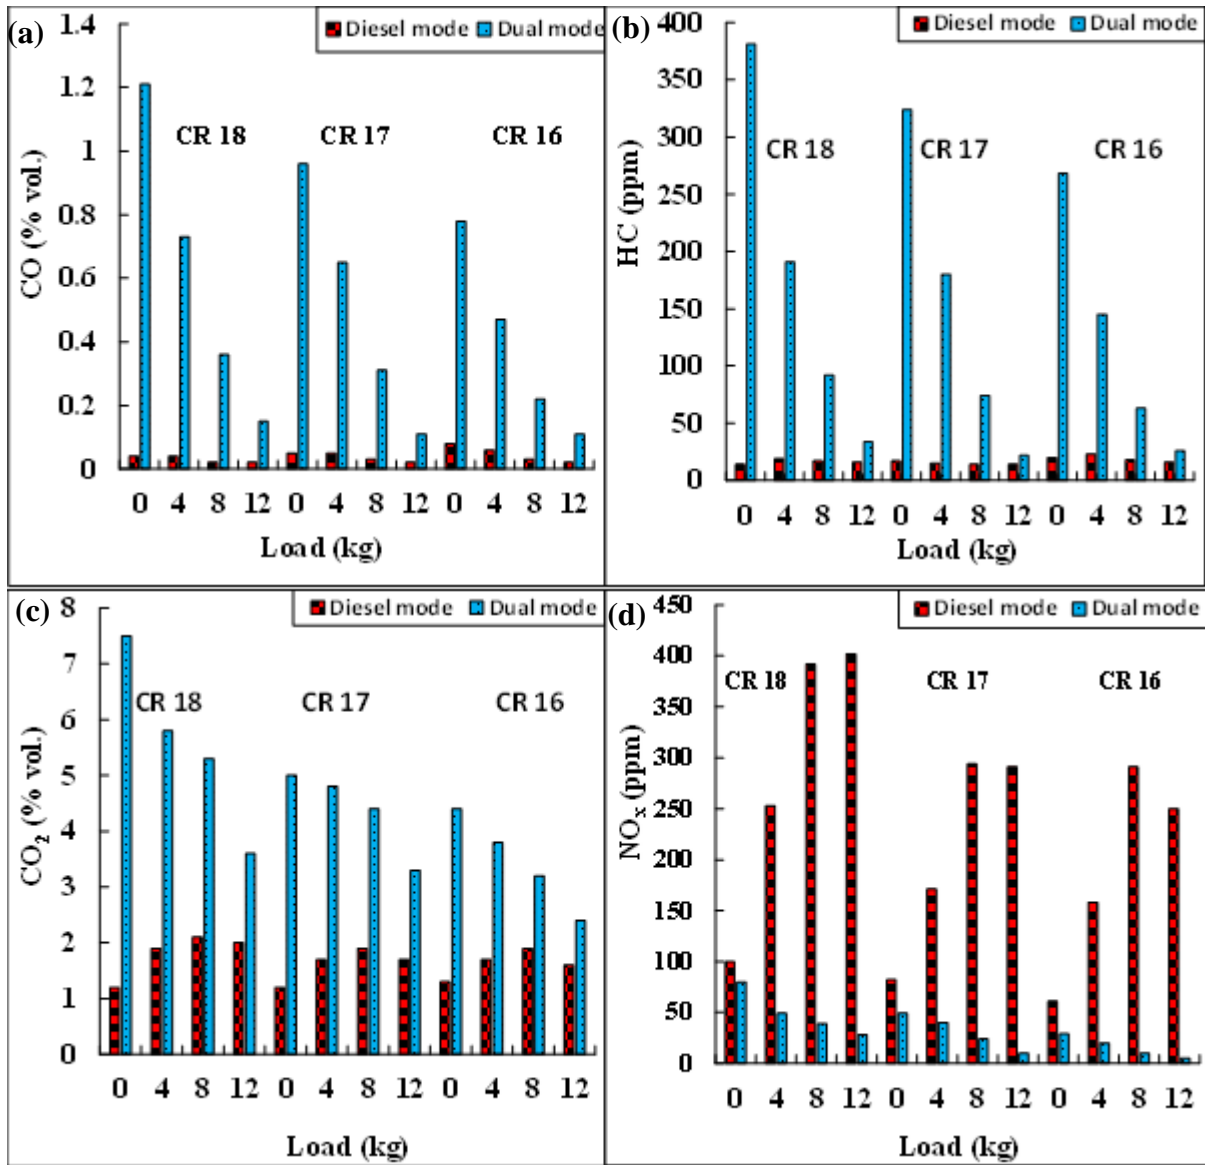 (a)
Diesel mode Dual mode
1.4
1.2
1
0.8
0.6
0.4
0.2
0
CO (% vol.)
CR 18 CR 17 CR 16
0 4 8 12 0 4 8 12 0 4 8 12
Load (kg)
(b)
Diesel mode Dual mode
400
350
300
250
200
150
100
50
0
HC (ppm)
CR 18 CR 17 CR 16
0 4 8 12 0 4 8 12 0 4 8 12
Load (kg)
(c)
Diesel mode Dual mode
8
7
6
5
4
3
2
1
0
CO₂ (% vol.)
CR 18 CR 17 CR 16
0 4 8 12 0 4 8 12 0 4 8 12
Load (kg)
(d)
Diesel mode Dual mode
450
400
350
300
250
200
150
100
50
0
NOₓ (ppm)
CR 18 CR 17 CR 16
0 4 8 12 0 4 8 12 0 4 8 12
Load (kg)